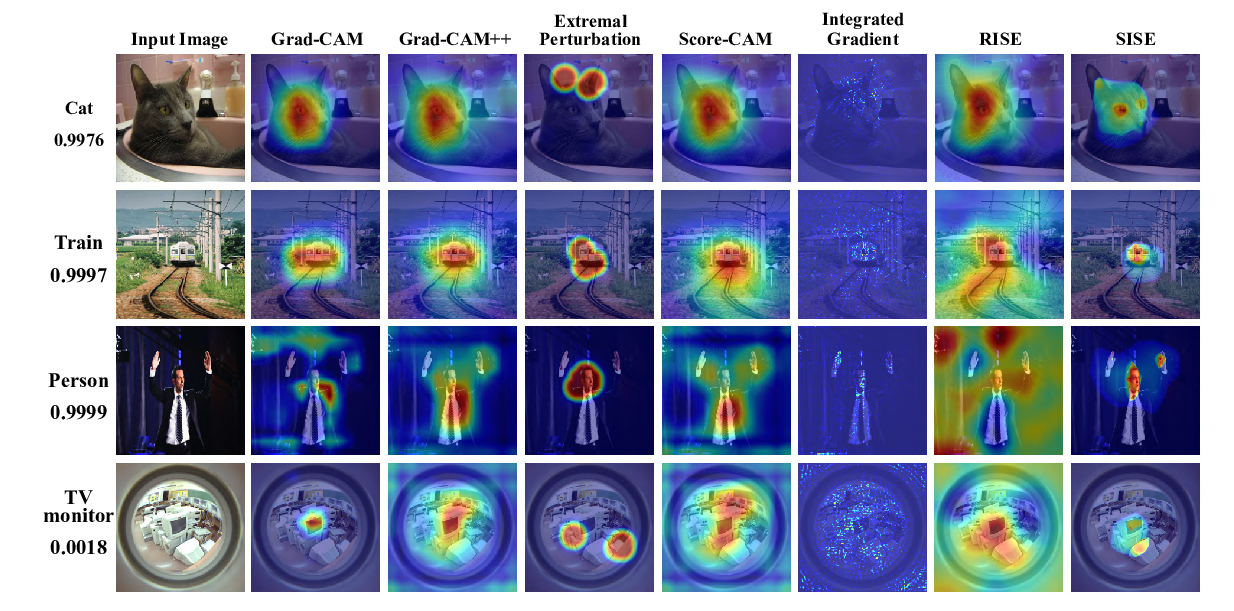 Input Image
Grad-CAM
Grad-CAM++
Extremal
Perturbation
Score-CAM
Integrated
Gradient
RISE
SISE
Cat
0.9976
Train
0.9997
Person
0.9999
TV
monitor
0.0018